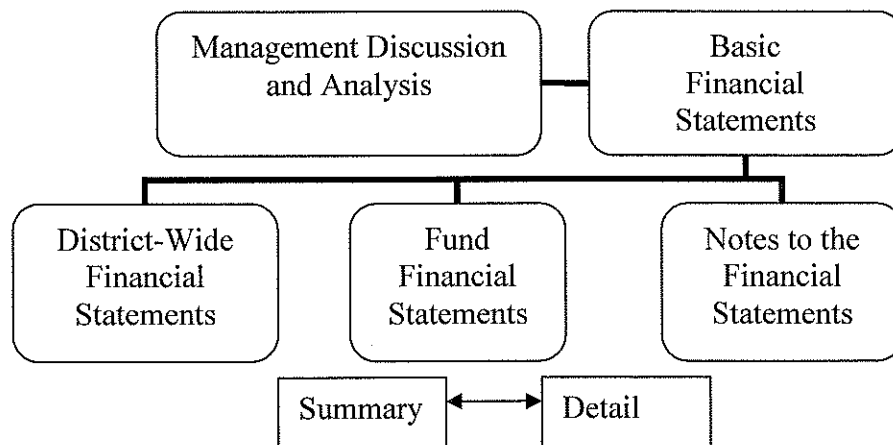 Management Discussion
and Analysis
Basic
Financial
Statements
District-Wide
Financial
Statements
Fund
Financial
Statements
Notes to the
Financial
Statements
Summary
Detail